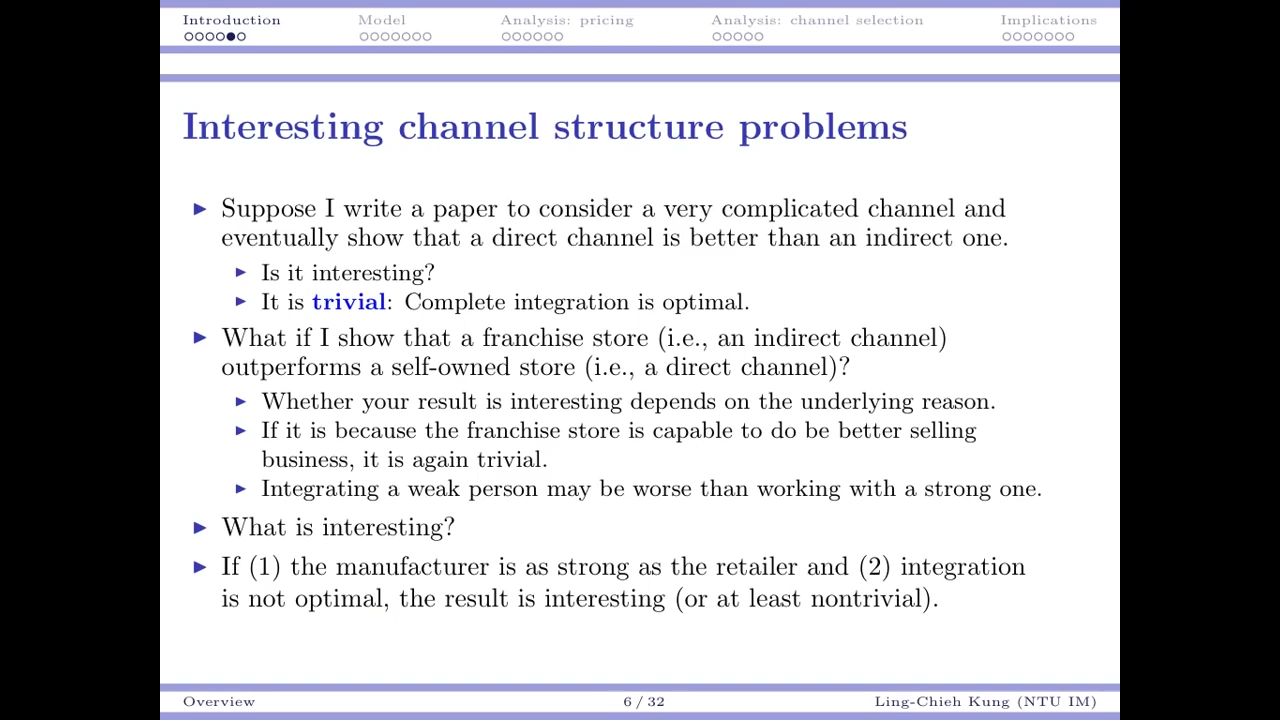 Introduction Model Analysis: pricing Analysis: channel selection Implications
Interesting channel structure problems
Suppose I write a paper to consider a very complicated channel and
eventually show that a direct channel is better than an indirect one.
Is it interesting?
It is trivial: Complete integration is optimal.
What if I show that a franchise store (i.e., an indirect channel)
outperforms a self-owned store (i.e., a direct channel)?
Whether your result is interesting depends on the underlying reason.
If it is because the franchise store is capable to do be better selling
business, it is again trivial.
Integrating a weak person may be worse than working with a strong one.
What is interesting?
If (1) the manufacturer is as strong as the retailer and (2) integration
is not optimal, the result is interesting (or at least nontrivial).
Overview 6 / 32 Ling-Chieh Kung (NTU IM)